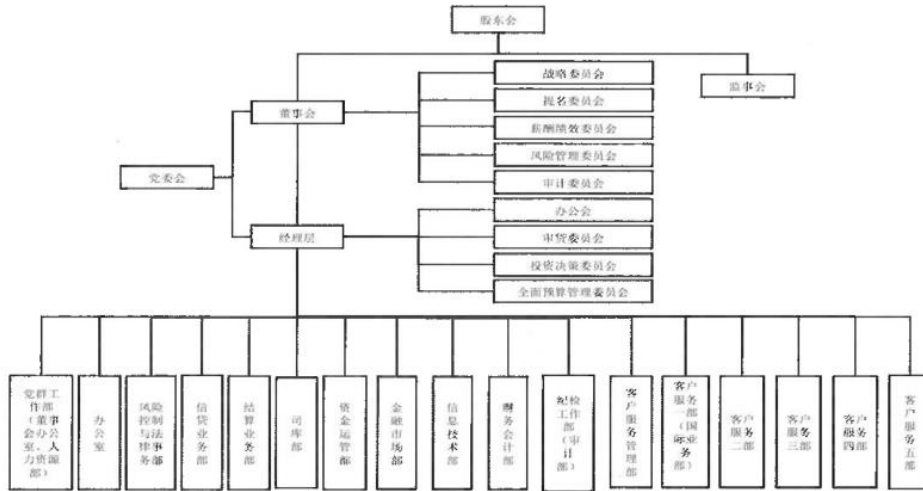 股东会
监事会
战略委员会
提名委员会
董事会
薪酬绩效委员会
风险管理委员会
党委会
审计委员会
办公会
经理层
审贷委员会
投资决策委员会
全面预算管理委员会
党群工
作部
(董事
会办公
室、人
力资源
部)
办
公
室
风险
控制
与法
律事
务部
信
贷
业
务
部
结
算
业
务
部
司
库
部
资
金
运
管
部
金
融
市
场
部
信
息
技
术
部
财
务
会
计
部
纪检
工作
部
(审
计
部)
客
户
服
务
管
理
部
客户
服务
一部
(国
际业
务
部)
客户
服务
二部
客户
服务
三部
客户
服务
四部
客户
服务
五部